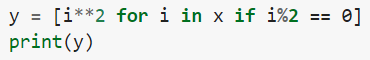 y = [i**2 for i in x if i%2 == 0]
print(y)